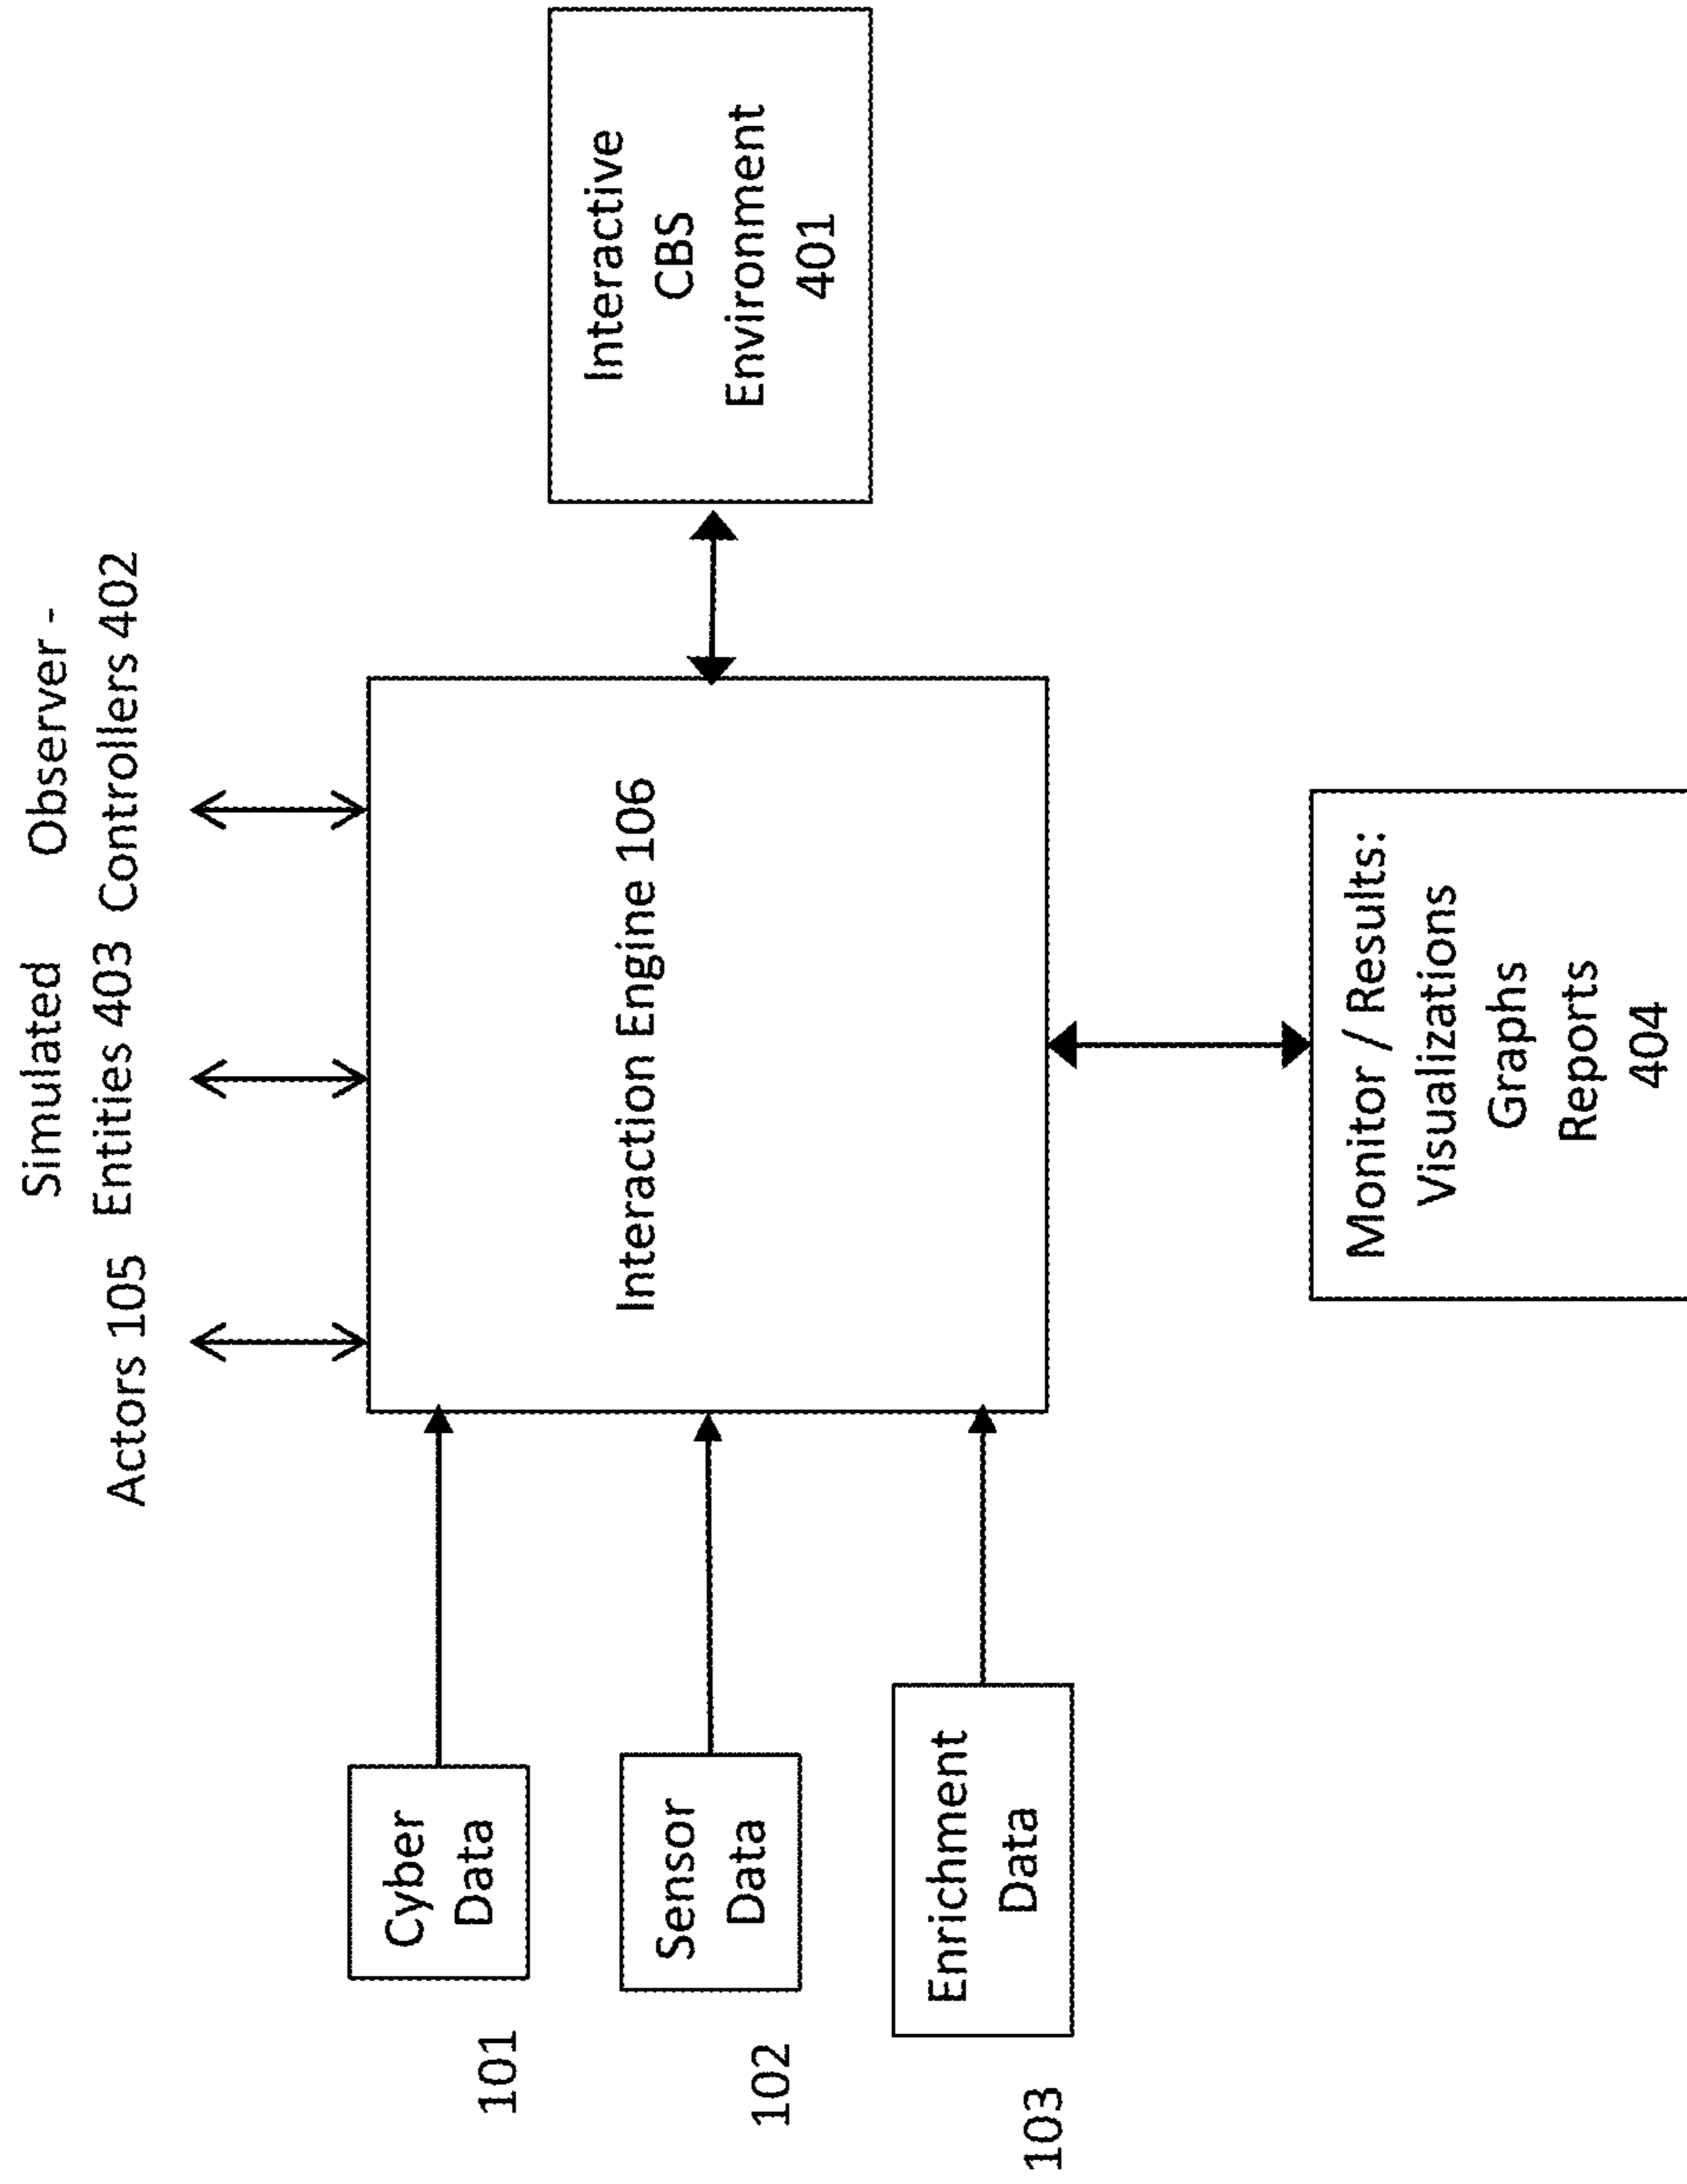 Simulated
Observer -
Actors 105
Entities 403
Controllers 402
Cyber
Data
101
Sensor
Data
102
Enrichment
Data
103
Interaction Engine 106
Interactive
CBS
Environment
401
Monitor / Results:
Visualizations
Graphs
Reports
404